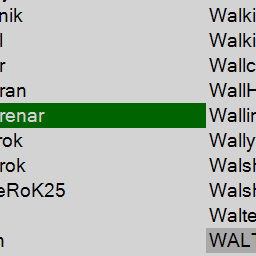 nik Walki
l Walki
r Wallc
ran WallH
renar Wallin
rok Wally
rok Walsh
eRoK25 Walsh
Walte
n WALT